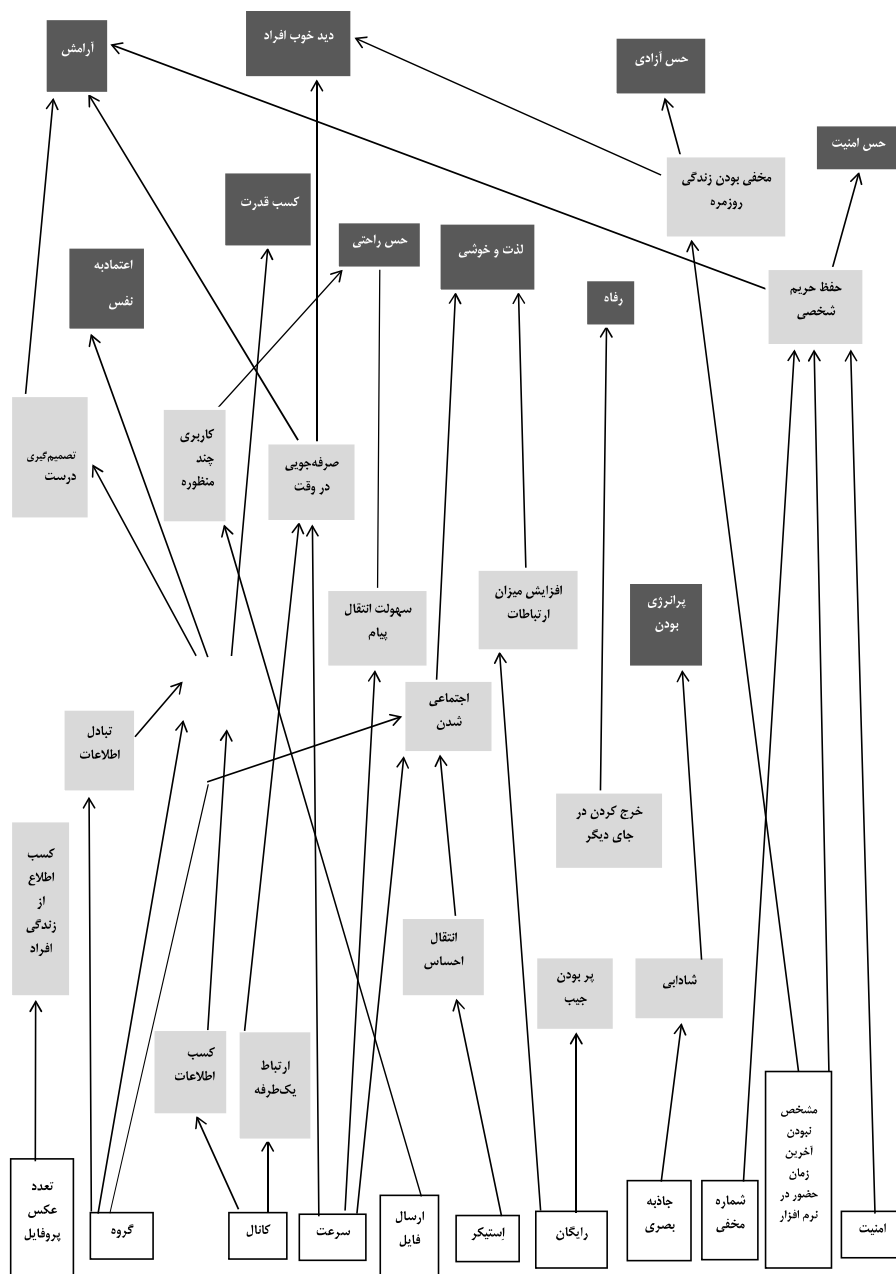 آرامش
دید خوب افراد
حس آزادی
حس امنیت
مخفی بودن زندگی
روزمره
کسب قدرت
حس راحتی
لذت و خوشی
اعتمادبه
نفس
رفاه
حفظ حریم
شخصی
تصمیم‌گیری
درست
کاربری
چند
منظوره
صرفه‌جویی
در وقت
سهولت انتقال
پیام
افزایش میزان
ارتباطات
پرانرژی
بودن
اجتماعی
شدن
تبادل
اطلاعات
خرج کردن در
جای دیگر
کسب
اطلاع
از
زندگی
افراد
انتقال
احساس
پر بودن
جیب
شادابی
کسب
اطلاعات
ارتباط
یک‌طرفه
مشخص
نبودن
آخرین
زمان
حضور در
نرم افزار
تعدد
عکس
پروفایل
گروه
کانال
سرعت
ارسال
فایل
اِستیکر
رایگان
جاذبه
بصری
شماره
مخفی
امنیت